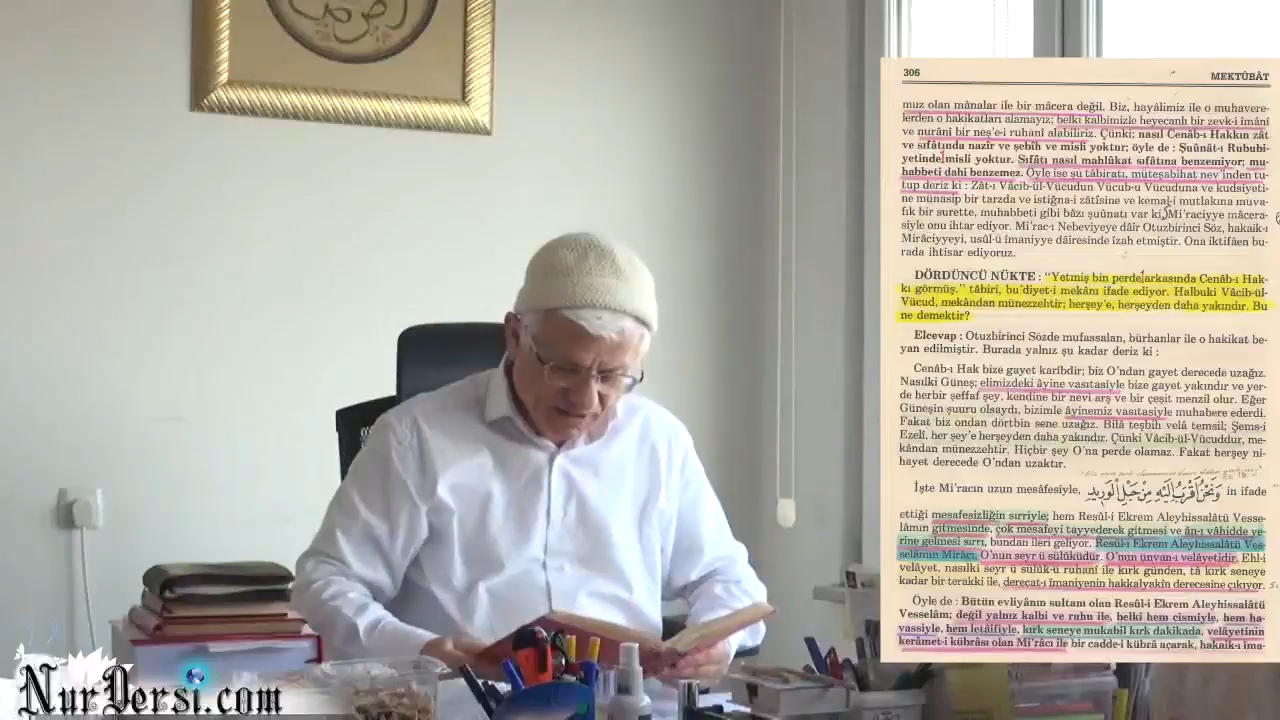 306 MEKTÛBÂT
muz olan mânalar ile bir mâcera değil. Biz, hayâlimiz ile o muhavere-
lerden o hakikatları alamayız; belki kalbimizle heyecanlı bir zevk-i îmânî
ve nurânî bir neş'e-i ruhanî alabiliriz. Çünki; nasıl Cenâb-ı Hakkın zât
ve sıfâtında nazîr ve şebih ve misli yoktur; öyle de : Şuûnât-ı Rububi-
yetinde misli yoktur. Sıfâtı nasıl mahlûkat sıfâtına benzemiyor; mu-
habbeti dahi benzemez. Öyle ise şu tâbiratı, müteşabihat nev'inden tu-
tup deriz ki : Zât-ı Vâcib-ül-Vücudun Vücub-u Vücuduna ve kudsiyeti-
ne münasip bir tarzda ve istiğna-i zâtîsine ve kemal-i mutlakına muva-
fık bir surette, muhabbeti gibi bâzı şuûnatı var ki, Mi'raciyye mâcera-
siyle onu ihtar ediyor. Mi'rac-ı Nebeviyeye dâir Otuzbirinci Söz, hakaik-ı
Mirâciyyeyi, usûl-ü îmaniyye dâiresinde îzah etmiştir. Ona iktifâen bu-
rada ihtisar ediyoruz.
DÖRDÜNCÜ NÜKTE : "Yetmiş bin perde arkasında Cenâb-ı Hak-
kı görmüş." tâbiri, bu'diyet-i mekânı ifade ediyor. Halbuki Vâcib-ül-
Vücud, mekândan münezzehtir; herşey'e, herşeyden daha yakındır. Bu
ne demektir?
Elcevap : Otuzbirinci Sözde mufassalan, bürhanlar ile o hakikat be-
yan edilmiştir. Burada yalnız şu kadar deriz ki :
Cenâb-ı Hak bize gayet karîbdir; biz O'ndan gayet derecede uzağız.
Nasılki Güneş; elimizdeki âyine vasıtasiyle bize gayet yakındır ve yer-
de herbir şeffaf şey, kendine bir nevi arş ve bir çeşit menzil olur. Eğer
Güneşin şuuru olsaydı, bizimle âyinemiz vasıtasiyle muhabere ederdi.
Fakat biz ondan dörtbin sene uzağız. Bilâ teşbih velâ temsil; Şems-i
Ezelî, her şey'e herşeyden daha yakındır. Çünki Vâcib-ül-Vücuddur, me-
kândan münezzehtir. Hiçbir şey O'na perde olamaz. Fakat herşey ni-
hayet derecede O'ndan uzaktır.
İşte Mi'racın uzun mesâfesiyle, وَنَحْنُ اَقْرَبُ اِلَيْهِ مِنْ حَبْلِ الْوَرِيدِ in ifade
ettiği mesafesizliğin sırriyle; hem Resûl-i Ekrem Aleyhissalâtü Vesse-
lâmın gitmesinde, çok mesafeyi tayyederek gitmesi ve ân-ı vâhidde ye-
rine gelmesi sırrı, bundan ileri geliyor. Resûl-i Ekrem Aleyhissalâtü Ves-
selâmın Mirâcı, O'nun seyr ü sülûküdür. O'nun ünvan-ı velâyetidir. Ehl-i
velâyet, nasılki seyr ü sülûk-ü ruhanî ile kırk günden, tâ kırk seneye
kadar bir terakki ile, derecat-ı îmaniyenin hakkalyakîn derecesine çıkıyor.
Öyle de : Bütün evliyânın sultanı olan Resûl-i Ekrem Aleyhissalâtü
Vesselâm; değil yalnız kalbi ve ruhu ile, belki hem cismiyle, hem ha-
vassiyle, hem letâifiyle, kırk seneye mukabil kırk dakikada, velâyetinin
kerâmet-i kübrâsı olan Mi'râcı ile bir cadde-i kübrâ açarak, hakaik-ı îma-
NurDersi.com